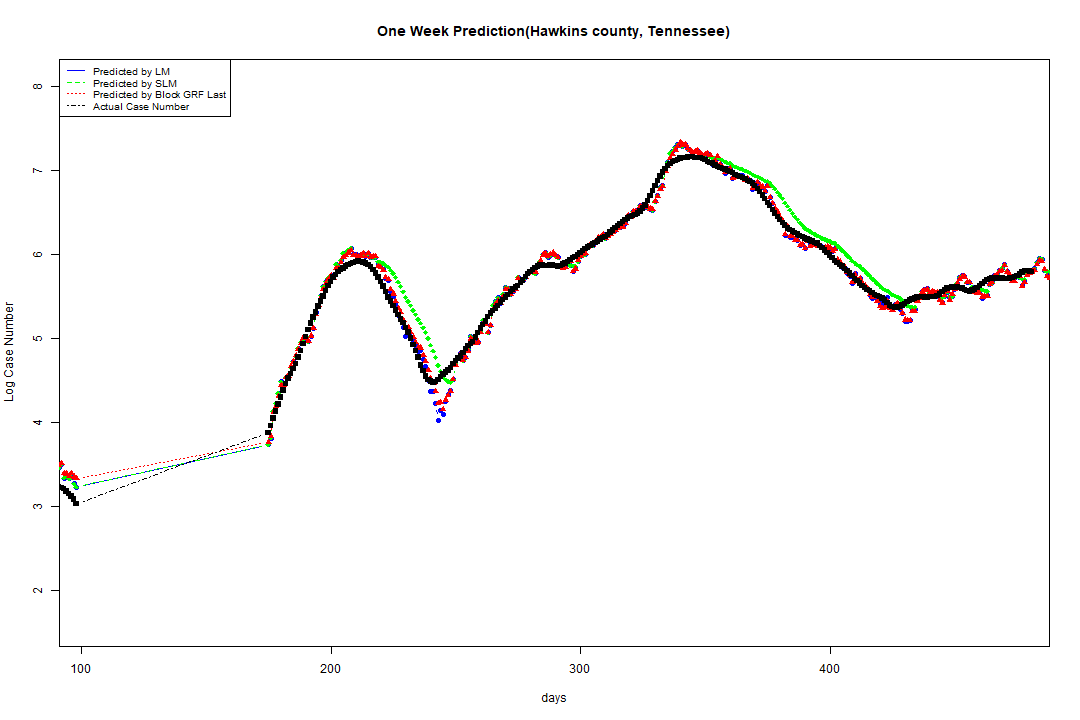 One Week Prediction(Hawkins county, Tennessee)
Predicted by LM
Predicted by SLM
Predicted by Block GRF Last
Actual Case Number
8
7
6
5
4
3
2
Log Case Number
100 200 300 400
days